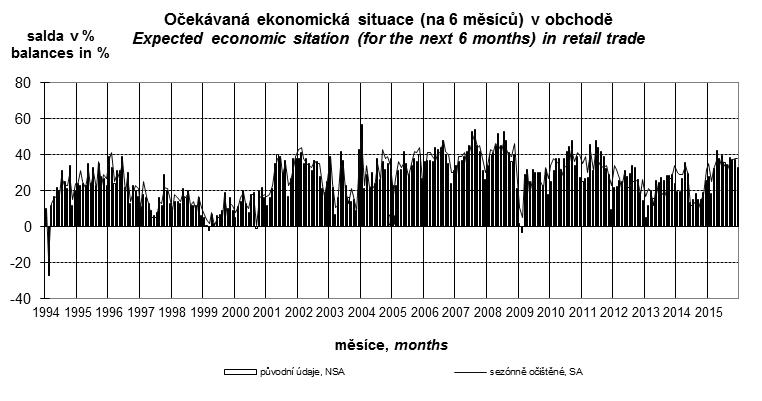 Očekávaná ekonomická situace (na 6 měsíců) v obchodě
Expected economic sitation (for the next 6 months) in retail trade
salda v %
balances in %
80
60
40
20
0
-20
-40
1994 1995 1996 1997 1998 1999 2000 2001 2002 2003 2004 2005 2006 2007 2008 2009 2010 2011 2012 2013 2014 2015
měsíce, months
původní údaje, NSA
sezónně očištěné, SA